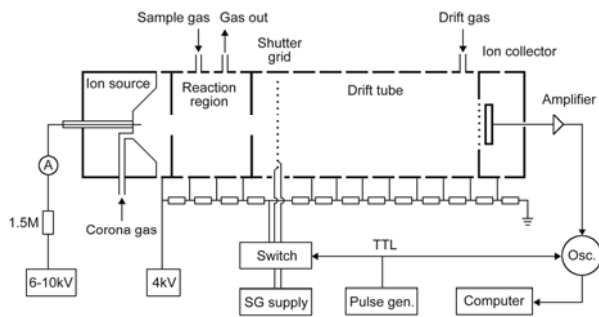 Sample gas
Gas out
Drift gas
Shutter
grid
Ion collector
Ion source
Reaction
region
Drift tube
Amplifier
A
1.5M
Corona gas
Switch
TTL
Osc.
6-10kV
4kV
SG supply
Pulse gen.
Computer